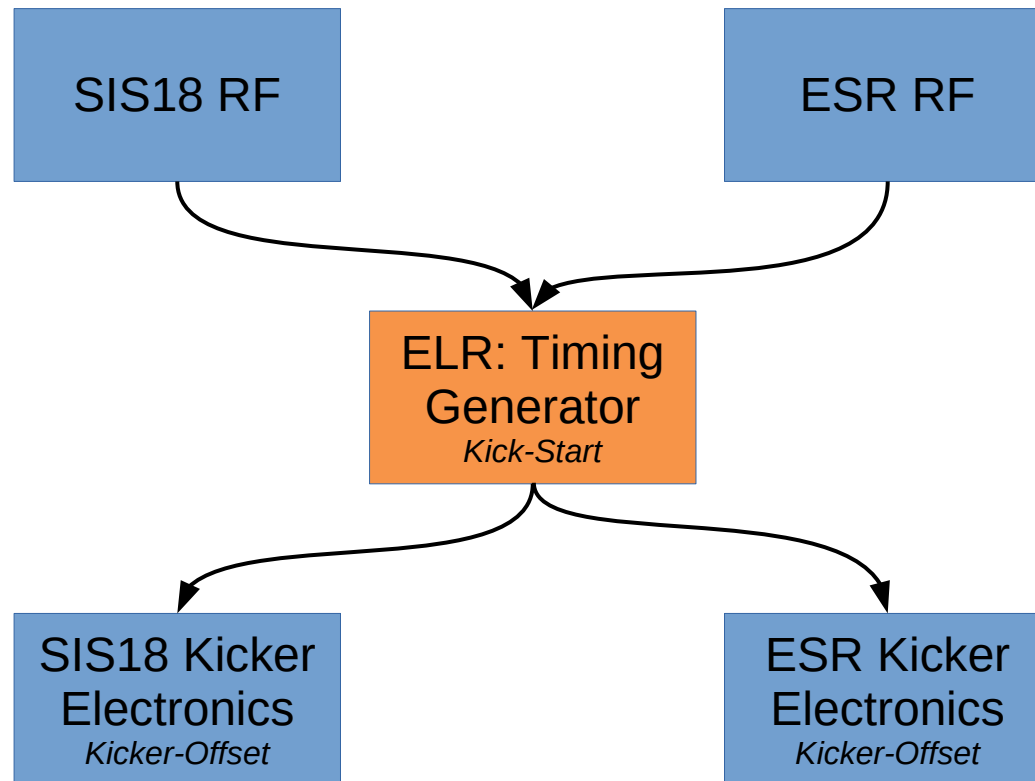 SIS18 RF
ESR RF
ELR: Timing
Generator
Kick-Start
SIS18 Kicker
Electronics
Kicker-Offset
ESR Kicker
Electronics
Kicker-Offset